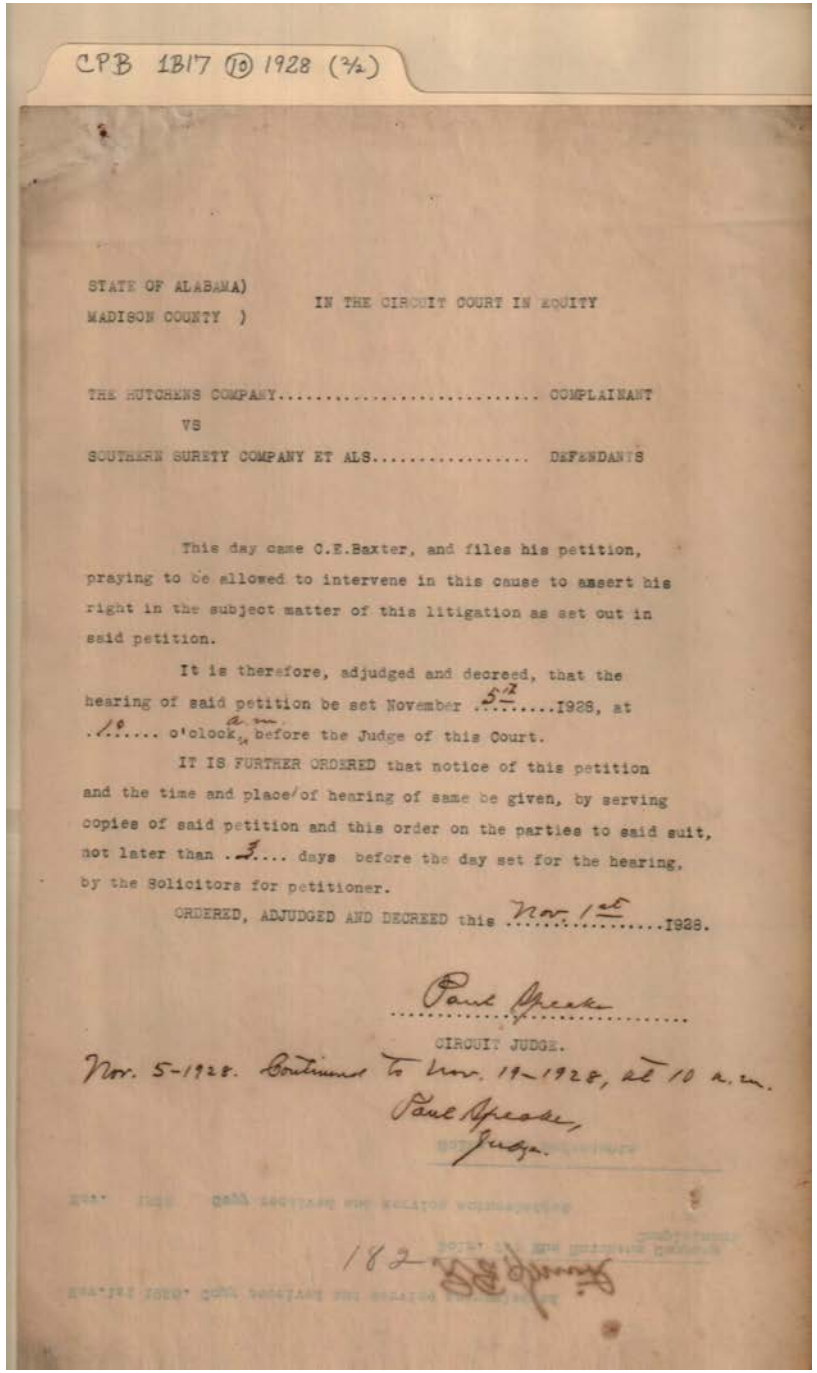 CPB 1B17 (10) 1928 (2/2)
STATE OF ALABAMA)
IN THE CIRCUIT COURT IN EQUITY
MADISON COUNTY )
THE HUTCHENS COMPANY........................... COMPLAINANT
VS
SOUTHERN SURETY COMPANY ET ALS................. DEFENDANTS
This day came C.E.Baxter, and files his petition,
praying to be allowed to intervene in this cause to assert his
right in the subject matter of this litigation as set out in
said petition.
It is therefore, adjudged and decreed, that the
hearing of said petition be set November .5th.......1928, at
.10..... o'clock, a.m. before the Judge of this Court.
IT IS FURTHER ORDERED that notice of this petition
and the time and place/of hearing of same be given, by serving
copies of said petition and this order on the parties to said suit,
not later than .3.... days before the day set for the hearing,
by the Solicitors for petitioner.
ORDERED, ADJUDGED AND DECREED this Nov. 1st.......1928.
Paul Speake
CIRCUIT JUDGE.
Nov. 5-1928. Continued to Nov. 19-1928, at 10 a.m.
Paul Speake,
Judge.
182